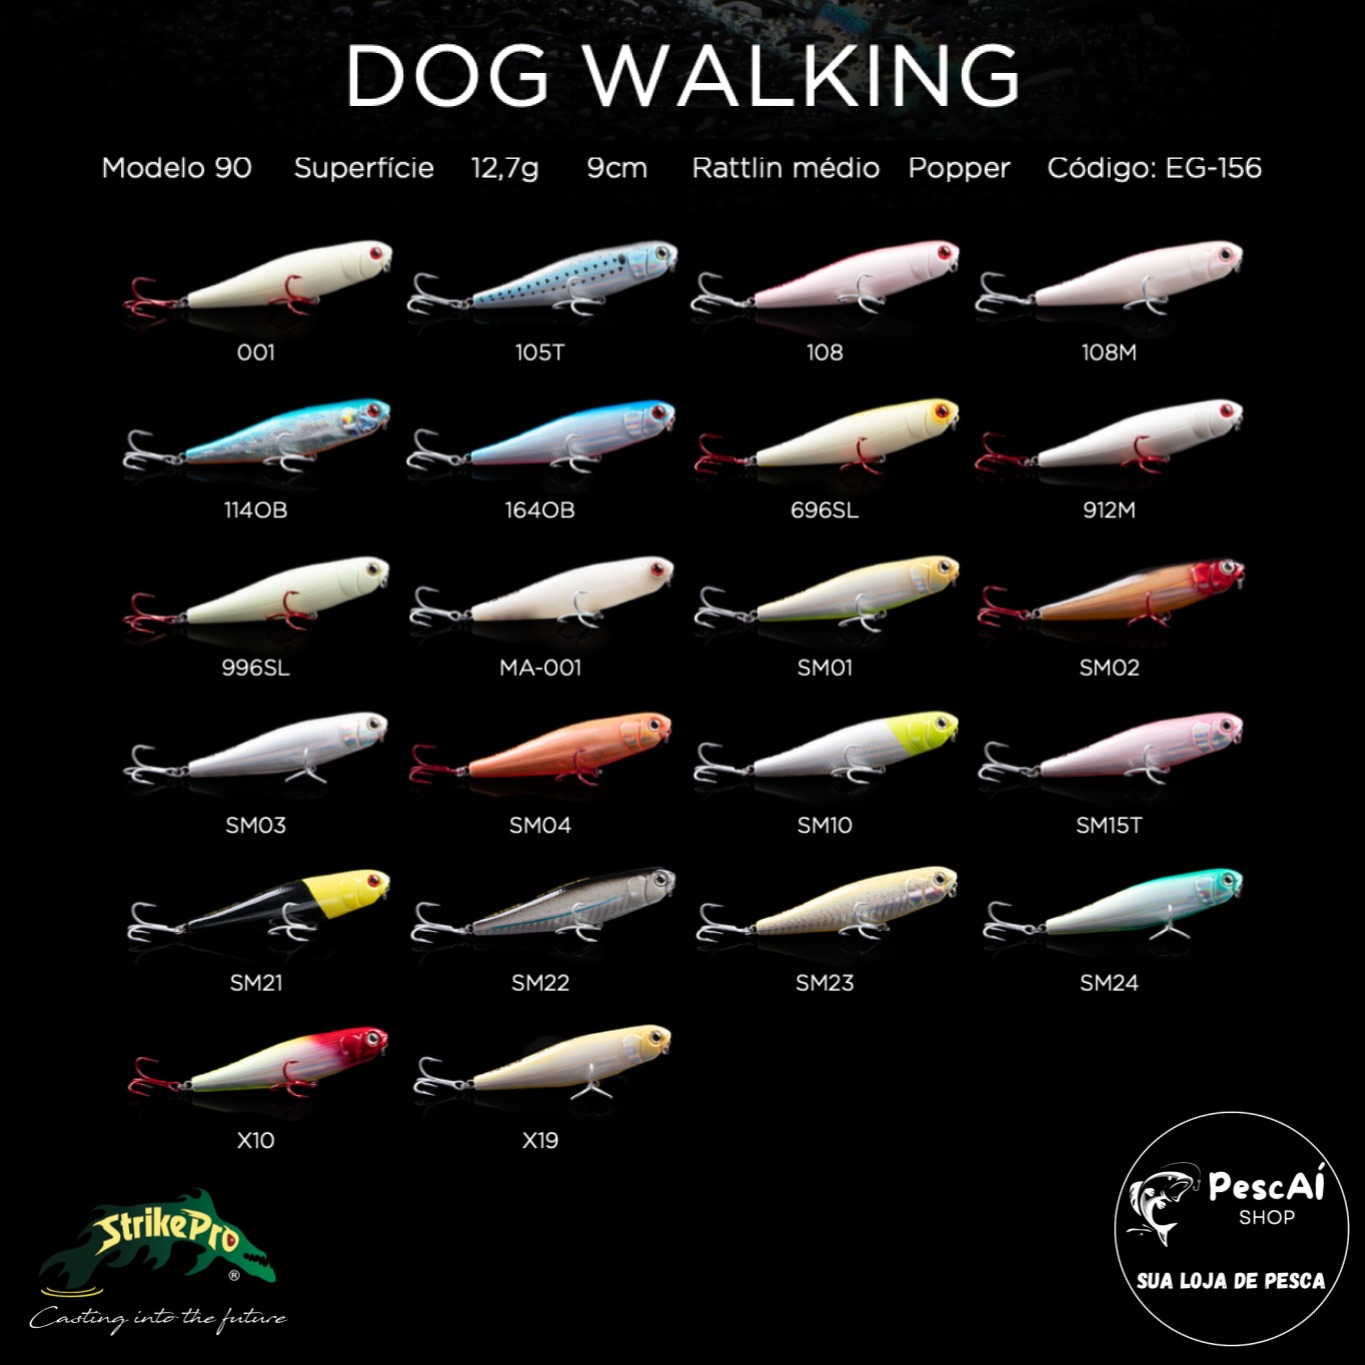 DOG WALKING
Modelo 90 Superfície 12,7g 9cm Rattlin médio Popper Código: EG-156
001 105T 108 108M
114OB 164OB 696SL 912M
996SL MA-001 SM01 SM02
SM03 SM04 SM10 SM15T
SM21 SM22 SM23 SM24
X10 X19
StrikePro ®
Casting into the future
PescAÍ
SHOP
SUA LOJA DE PESCA